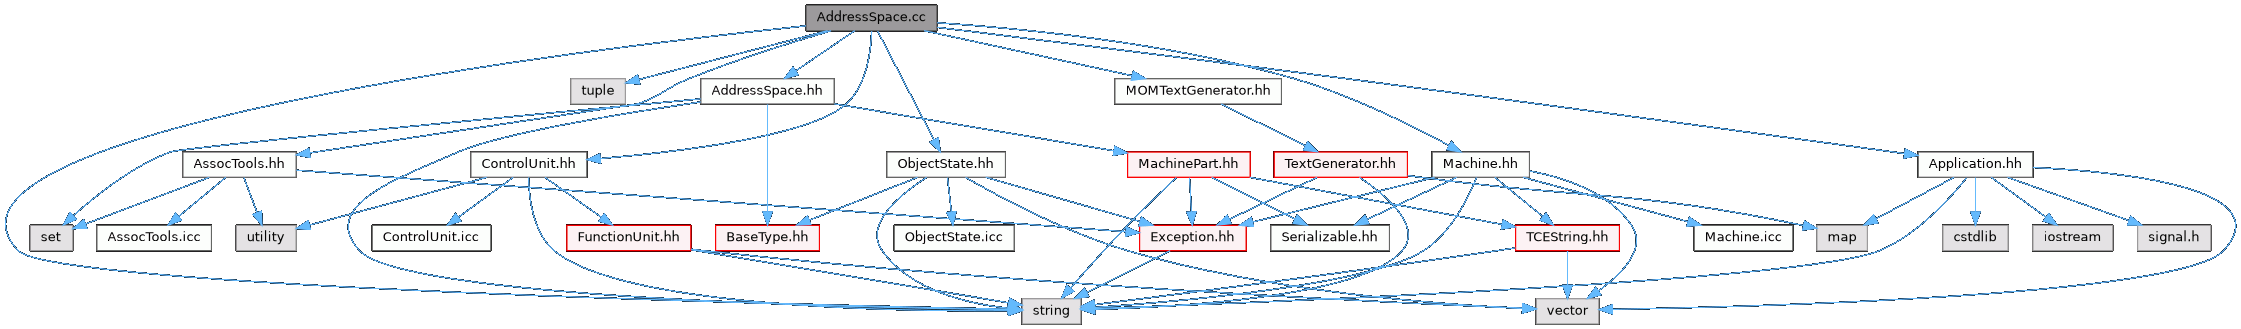 AddressSpace.cc
tuple
AddressSpace.hh
MOMTextGenerator.hh
AssocTools.hh
ControlUnit.hh
ObjectState.hh
MachinePart.hh
TextGenerator.hh
Machine.hh
Application.hh
set
AssocTools.icc
utility
ControlUnit.icc
FunctionUnit.hh
BaseType.hh
ObjectState.icc
Exception.hh
Serializable.hh
TCEString.hh
Machine.icc
map
cstdlib
iostream
signal.h
string
vector